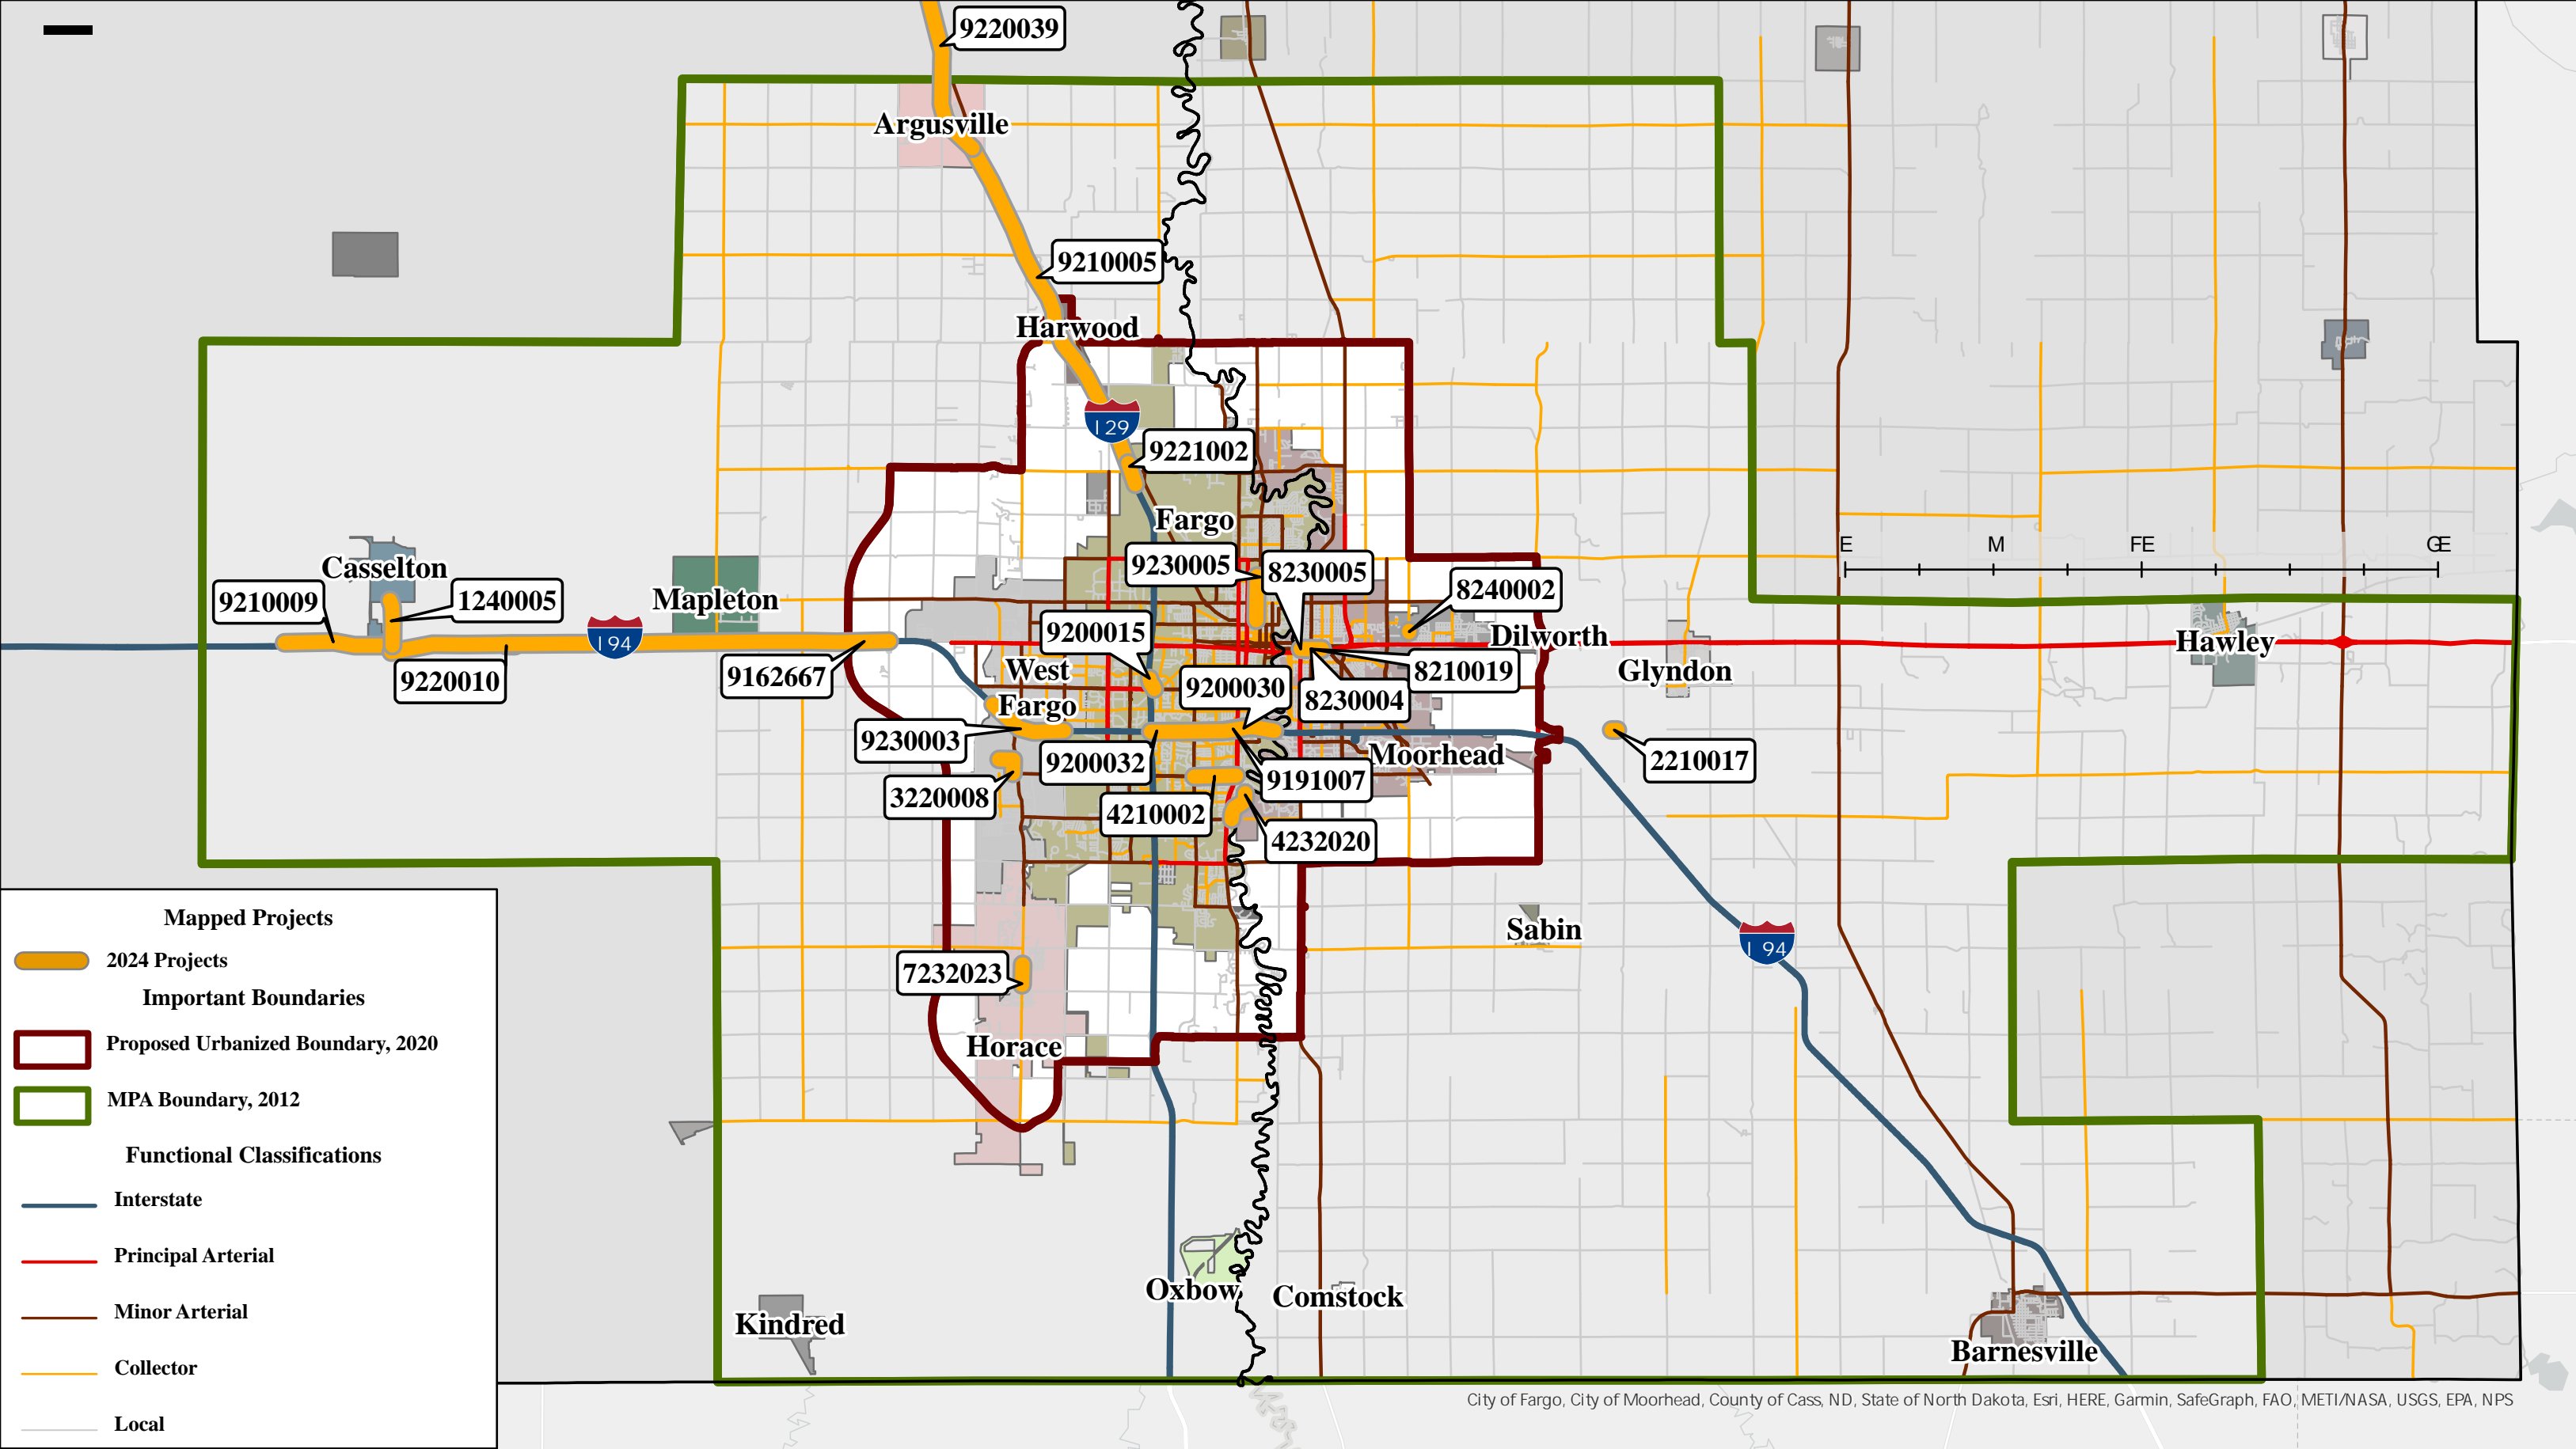 9220039
Argusville
9210005
Harwood
I 29
9221002
Fargo
E M FE GE
9230005
8230005
Casselton
9210009
1240005
Mapleton
8240002
9200015
Dilworth
I 94
Hawley
West
Fargo
9220010
9162667
9200030
8210019
Glyndon
8230004
9230003
9200032
Moorhead
2210017
9191007
3220008
4210002
4232020
Mapped Projects
2024 Projects
Important Boundaries
Proposed Urbanized Boundary, 2020
MPA Boundary, 2012
Functional Classifications
Interstate
Principal Arterial
Minor Arterial
Collector
Local
Sabin
I 94
7232023
Horace
Oxbow
Comstock
Kindred
Barnesville
City of Fargo, City of Moorhead, County of Cass, ND, State of North Dakota, Esri, HERE, Garmin, SafeGraph, FAO, METI/NASA, USGS, EPA, NPS